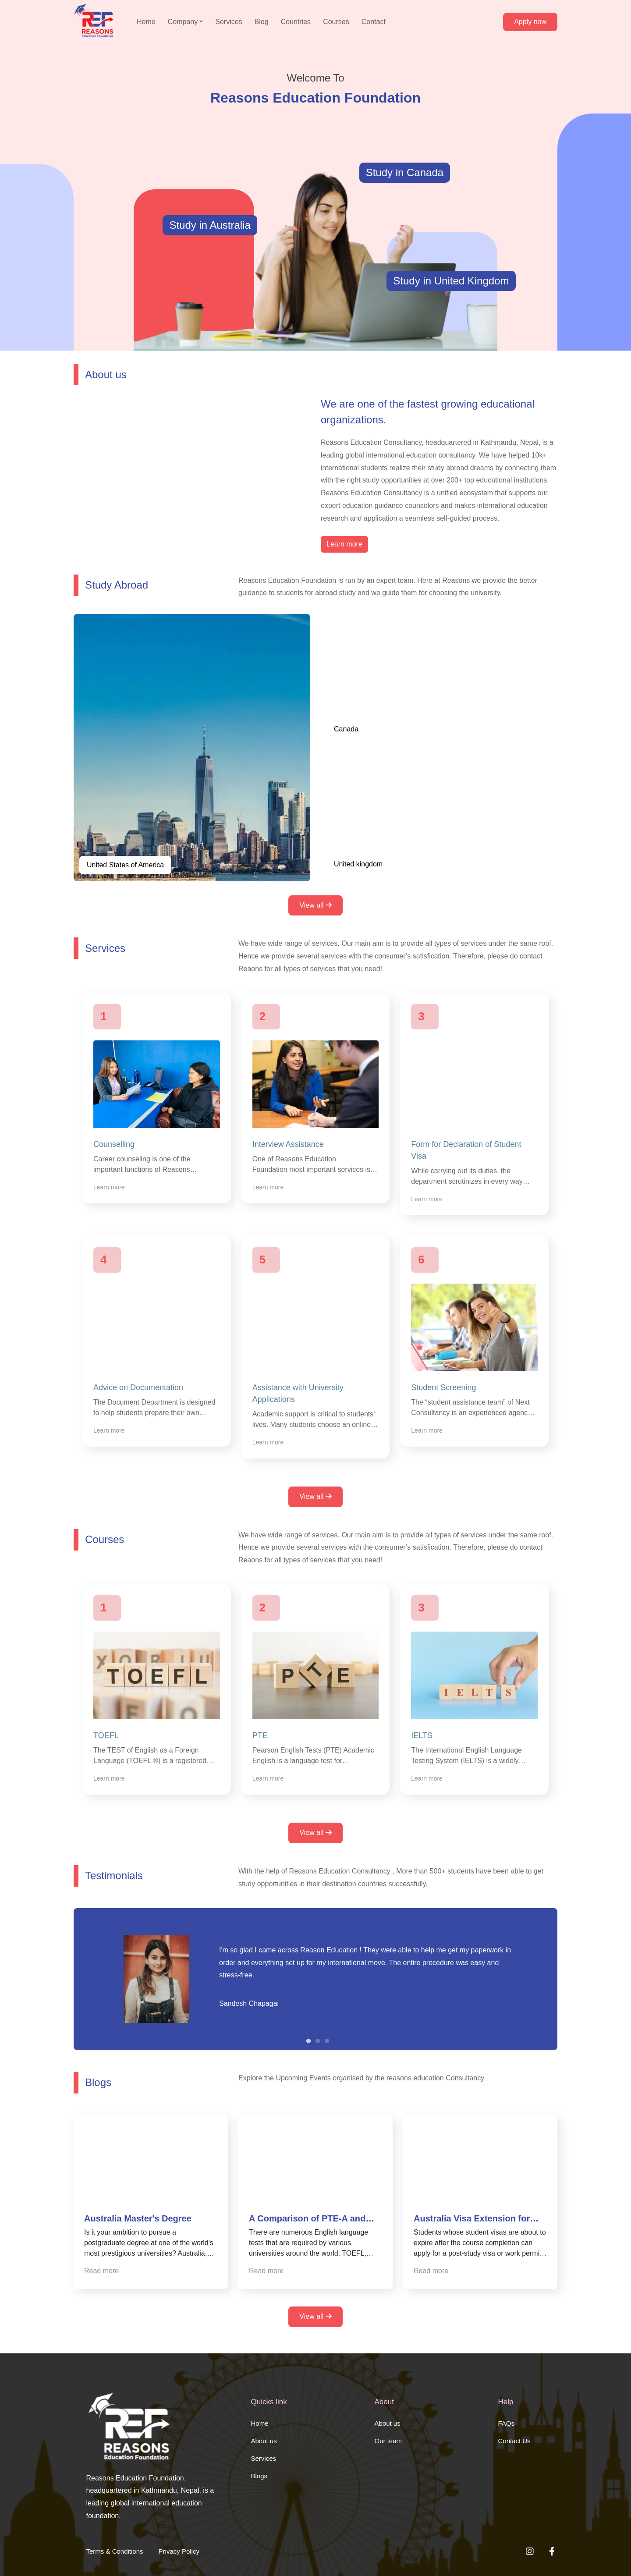 REF
REASONS
Education Foundation
Home
Company
Services
Blog
Countries
Courses
Contact
Apply now
Welcome To
Reasons Education Foundation
Study in Canada
Study in Australia
Study in United Kingdom
About us
We are one of the fastest growing educational
organizations.
Reasons Education Consultancy, headquartered in Kathmandu, Nepal, is a
leading global international education consultancy. We have helped 10k+
international students realize their study abroad dreams by connecting them
with the right study opportunities at over 200+ top educational institutions.
Reasons Education Consultancy is a unified ecosystem that supports our
expert education guidance counselors and makes international education
research and application a seamless self-guided process.
Learn more
Study Abroad
Reasons Education Foundation is run by an expert team. Here at Reasons we provide the better
guidance to students for abroad study and we guide them for choosing the university.
Canada
United States of America
United kingdom
View all →
Services
We have wide range of services. Our main aim is to provide all types of services under the same roof.
Hence we provide several services with the consumer's satisfication. Therefore, please do contact
Reaons for all types of services that you need!
1
Counselling
Career counseling is one of the
important functions of Reasons…
Learn more
2
Interview Assistance
One of Reasons Education
Foundation most important services is…
Learn more
3
Form for Declaration of Student
Visa
While carrying out its duties, the
department scrutinizes in every way…
Learn more
4
Advice on Documentation
The Document Department is designed
to help students prepare their own…
Learn more
5
Assistance with University
Applications
Academic support is critical to students'
lives. Many students choose an online…
Learn more
6
Student Screening
The “student assistance team” of Next
Consultancy is an experienced agenc…
Learn more
View all →
Courses
We have wide range of services. Our main aim is to provide all types of services under the same roof.
Hence we provide several services with the consumer's satisfication. Therefore, please do contact
Reaons for all types of services that you need!
1
TOEFL
TOEFL
The TEST of English as a Foreign
Language (TOEFL ®) is a registered…
Learn more
2
PTE
PTE
Pearson English Tests (PTE) Academic
English is a language test for…
Learn more
3
IELTS
IELTS
The International English Language
Testing System (IELTS) is a widely…
Learn more
View all →
Testimonials
With the help of Reasons Education Consultancy , More than 500+ students have been able to get
study opportunities in their destination countries successfully.
I'm so glad I came across Reason Education ! They were able to help me get my paperwork in
order and everything set up for my international move. The entire procedure was easy and
stress-free.
Sandesh Chapagai
Blogs
Explore the Upcoming Events organised by the reasons education Consultancy
Australia Master's Degree
Is it your ambition to pursue a
postgraduate degree at one of the world's
most prestigious universities? Australia,…
Read more
A Comparison of PTE-A and…
There are numerous English language
tests that are required by various
universities around the world. TOEFL,…
Read more
Australia Visa Extension for…
Students whose student visas are about to
expire after the course completion can
apply for a post-study visa or work permi…
Read more
View all →
REF
REASONS
Education Foundation
Reasons Education Foundation,
headquartered in Kathmandu, Nepal, is a
leading global international education
foundation.
Quicks link
Home
About us
Services
Blogs
About
About us
Our team
Help
FAQs
Contact Us
Terms & Conditions
Privacy Policy